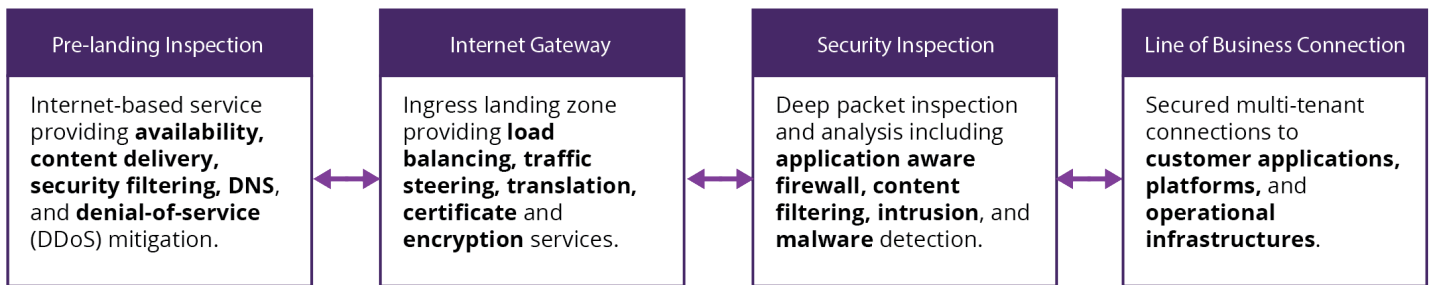 Pre-landing Inspection
Internet-based service
providing availability,
content delivery,
security filtering, DNS,
and denial-of-service
(DDoS) mitigation.
Internet Gateway
Ingress landing zone
providing load
balancing, traffic
steering, translation,
certificate and
encryption services.
Security Inspection
Deep packet inspection
and analysis including
application aware
firewall, content
filtering, intrusion, and
malware detection.
Line of Business Connection
Secured multi-tenant
connections to
customer applications,
platforms, and
operational
infrastructures.